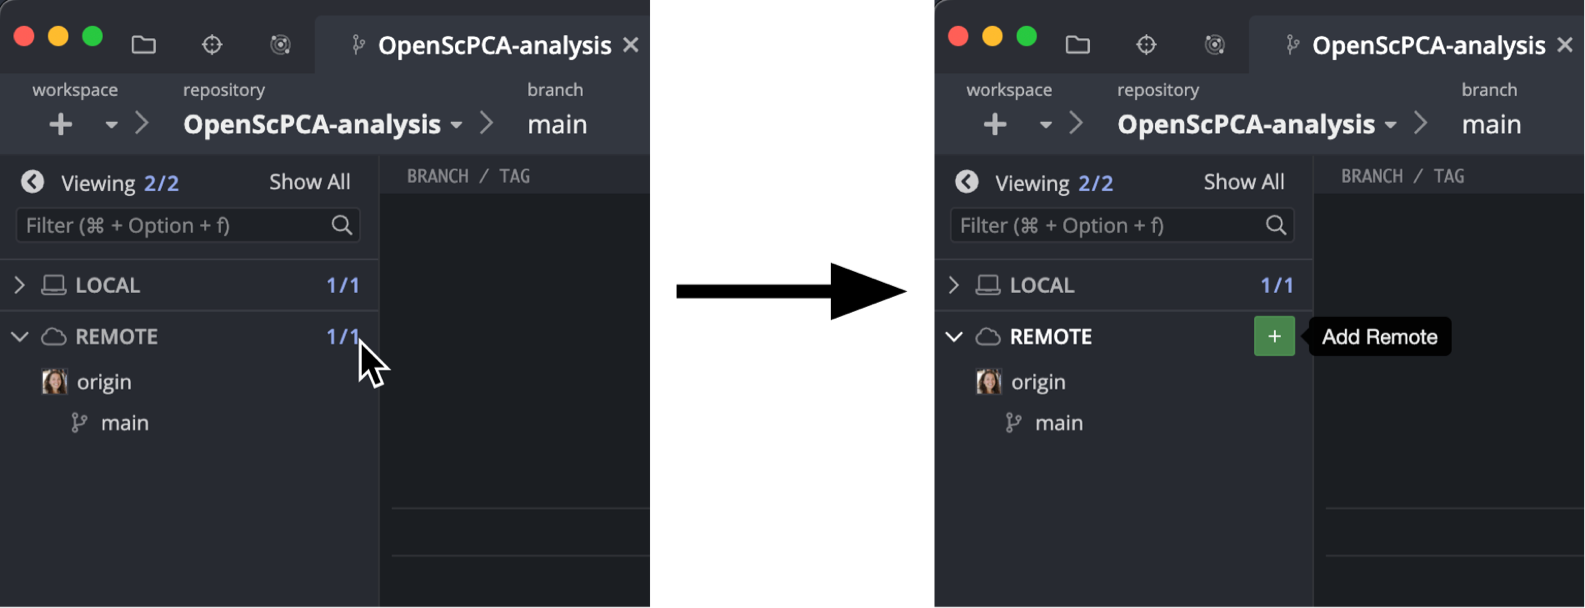 OpenScPCA-analysis
workspace repository branch
OpenScPCA-analysis main
Viewing 2/2 Show All
BRANCH / TAG
Filter (⌘ + Option + f)
LOCAL 1/1
REMOTE 1/1
origin
main
OpenScPCA-analysis
workspace repository branch
OpenScPCA-analysis main
Viewing 2/2 Show All
BRANCH / TAG
Filter (⌘ + Option + f)
LOCAL 1/1
REMOTE + Add Remote
origin
main